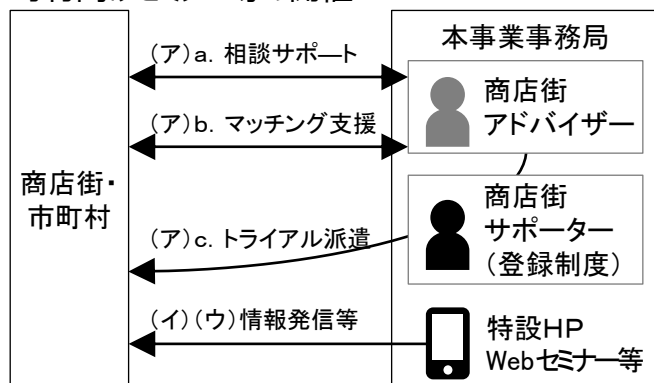 本事業事務局
(ア)a. 相談サポート
商店街
アドバイザー
(ア)b. マッチング支援
商店街・
市町村
商店街
サポーター
(登録制度)
(ア)c. トライアル派遣
(イ)(ウ)情報発信等
特設HP
Webセミナー等